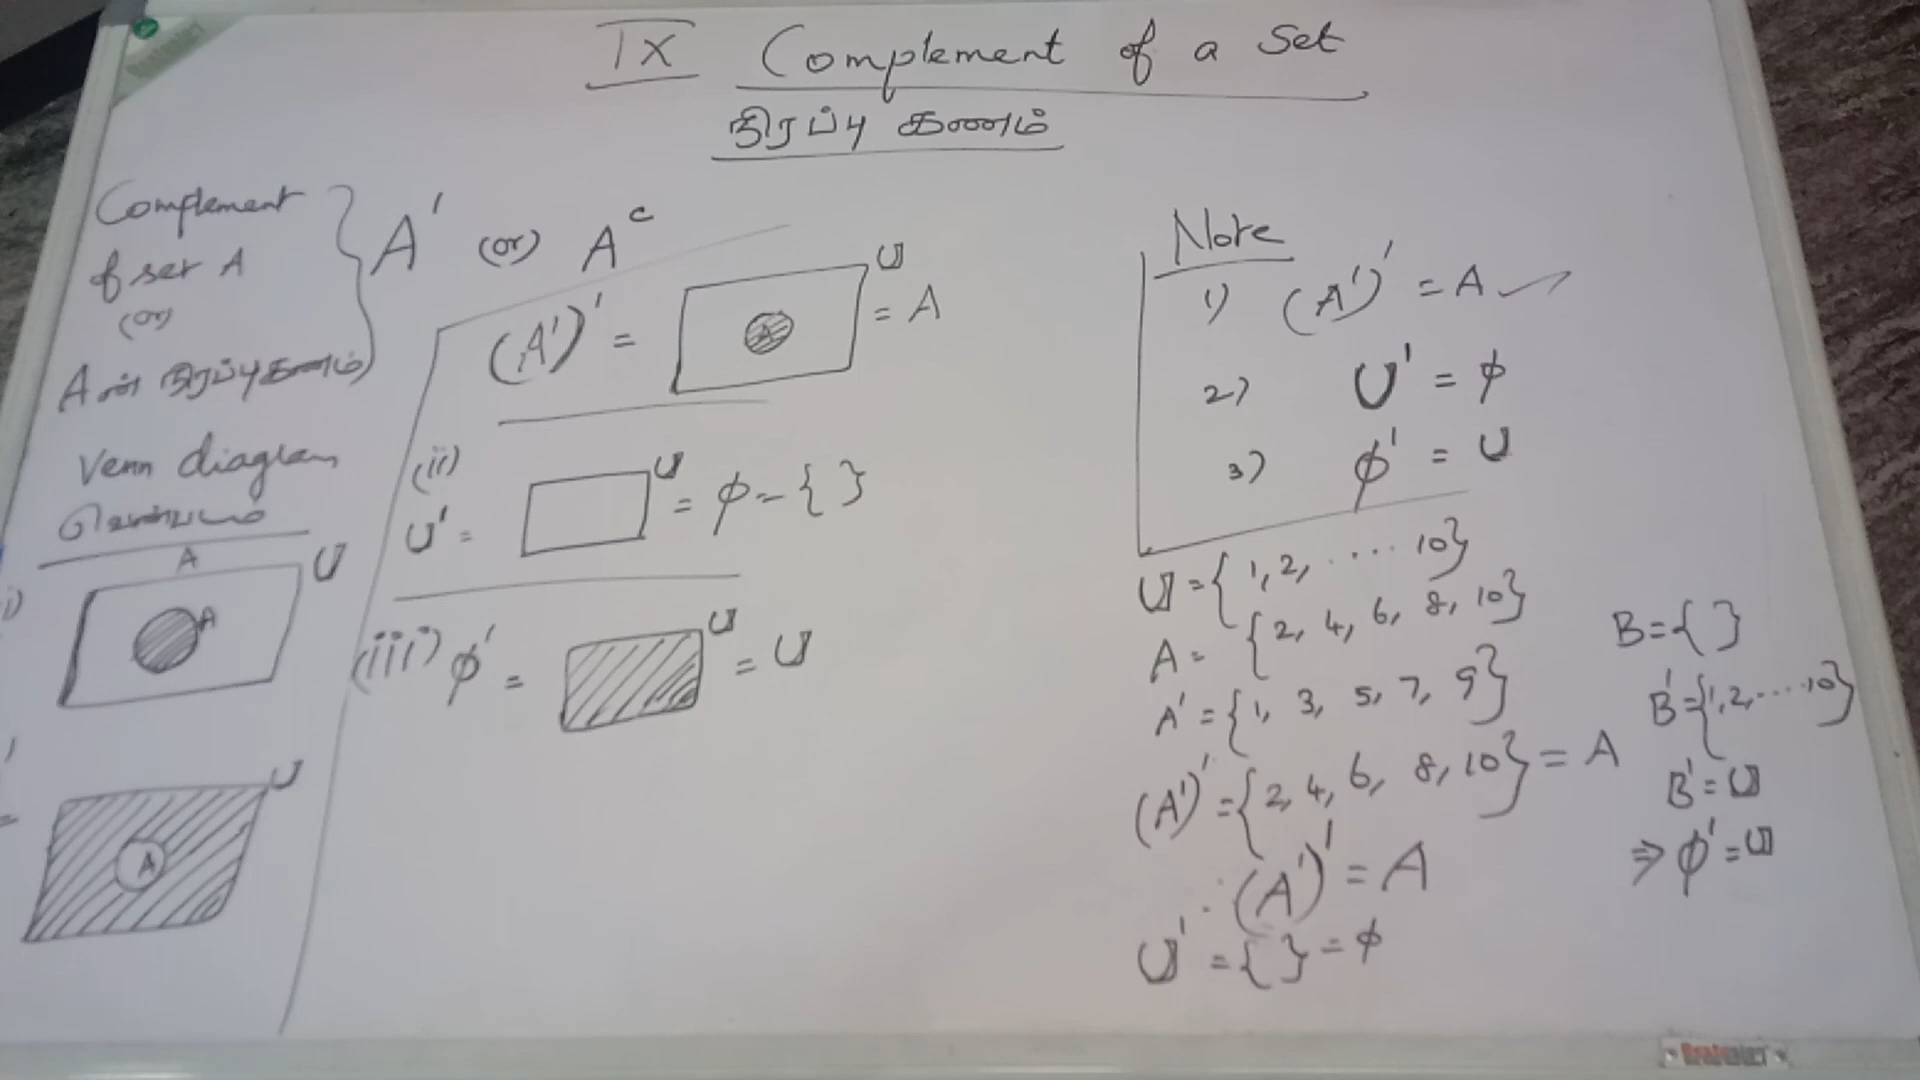 IX Complement of a Set
நிரப்பு கணம்
Complement
of set A
(or)
A ன் நிரப்புகணம்
A' (or) Aᶜ
Venn diagram
வெண்படம்
i)
A
A
U
U
A
(A')' =
A
U
= A
(ii)
U' =
U
= ϕ = { }
(iii) ϕ' =
U
= U
Note
1) (A')' = A
2) U' = ϕ
3) ϕ' = U
U = {1, 2, ..... 10}
A = {2, 4, 6, 8, 10}
A' = {1, 3, 5, 7, 9}
(A')' = {2, 4, 6, 8, 10} = A
∴ (A')' = A
U' = { } = ϕ
B = { }
B' = {1, 2, .... 10}
B' = U
⇒ ϕ' = U